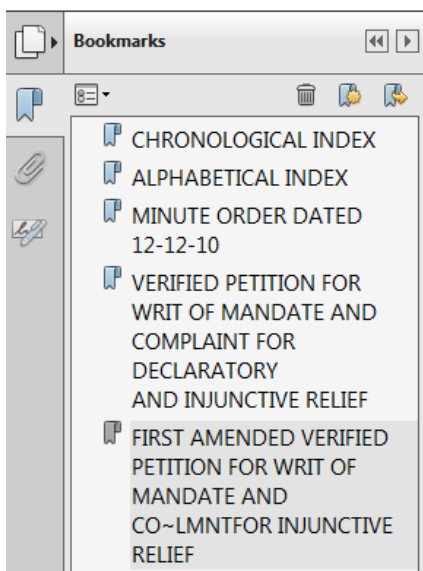 Bookmarks
CHRONOLOGICAL INDEX
ALPHABETICAL INDEX
MINUTE ORDER DATED
12-12-10
VERIFIED PETITION FOR
WRIT OF MANDATE AND
COMPLAINT FOR
DECLARATORY
AND INJUNCTIVE RELIEF
FIRST AMENDED VERIFIED
PETITION FOR WRIT OF
MANDATE AND
CO~LMNTFOR INJUNCTIVE
RELIEF